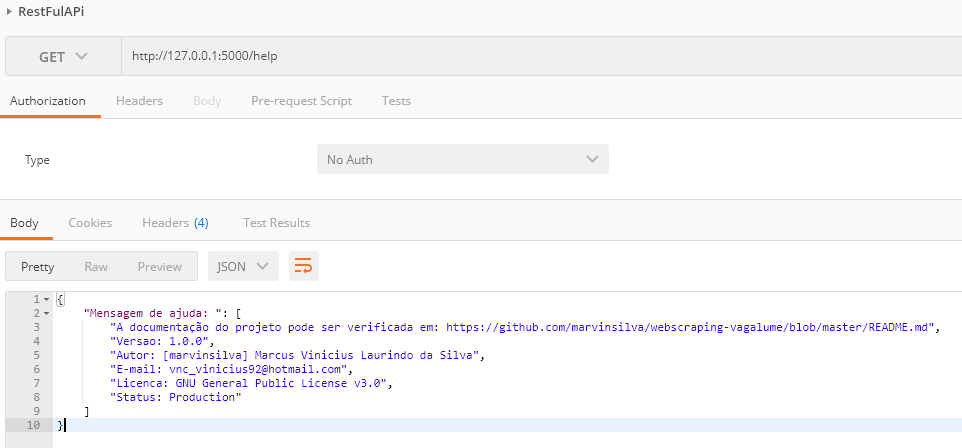 RestFulAPi
GET http://127.0.0.1:5000/help
Authorization Headers Body Pre-request Script Tests
Type No Auth
Body Cookies Headers (4) Test Results
Pretty Raw Preview JSON
1 {
2 "Mensagem de ajuda: ": [
3 "A documentação do projeto pode ser verificada em: https://github.com/marvinsilva/webscraping-vagalume/blob/master/README.md",
4 "Versao: 1.0.0",
5 "Autor: [marvinsilva] Marcus Vinicius Laurindo da Silva",
6 "E-mail: vnc_vinicius92@hotmail.com",
7 "Licenca: GNU General Public License v3.0",
8 "Status: Production"
9 ]
10 }